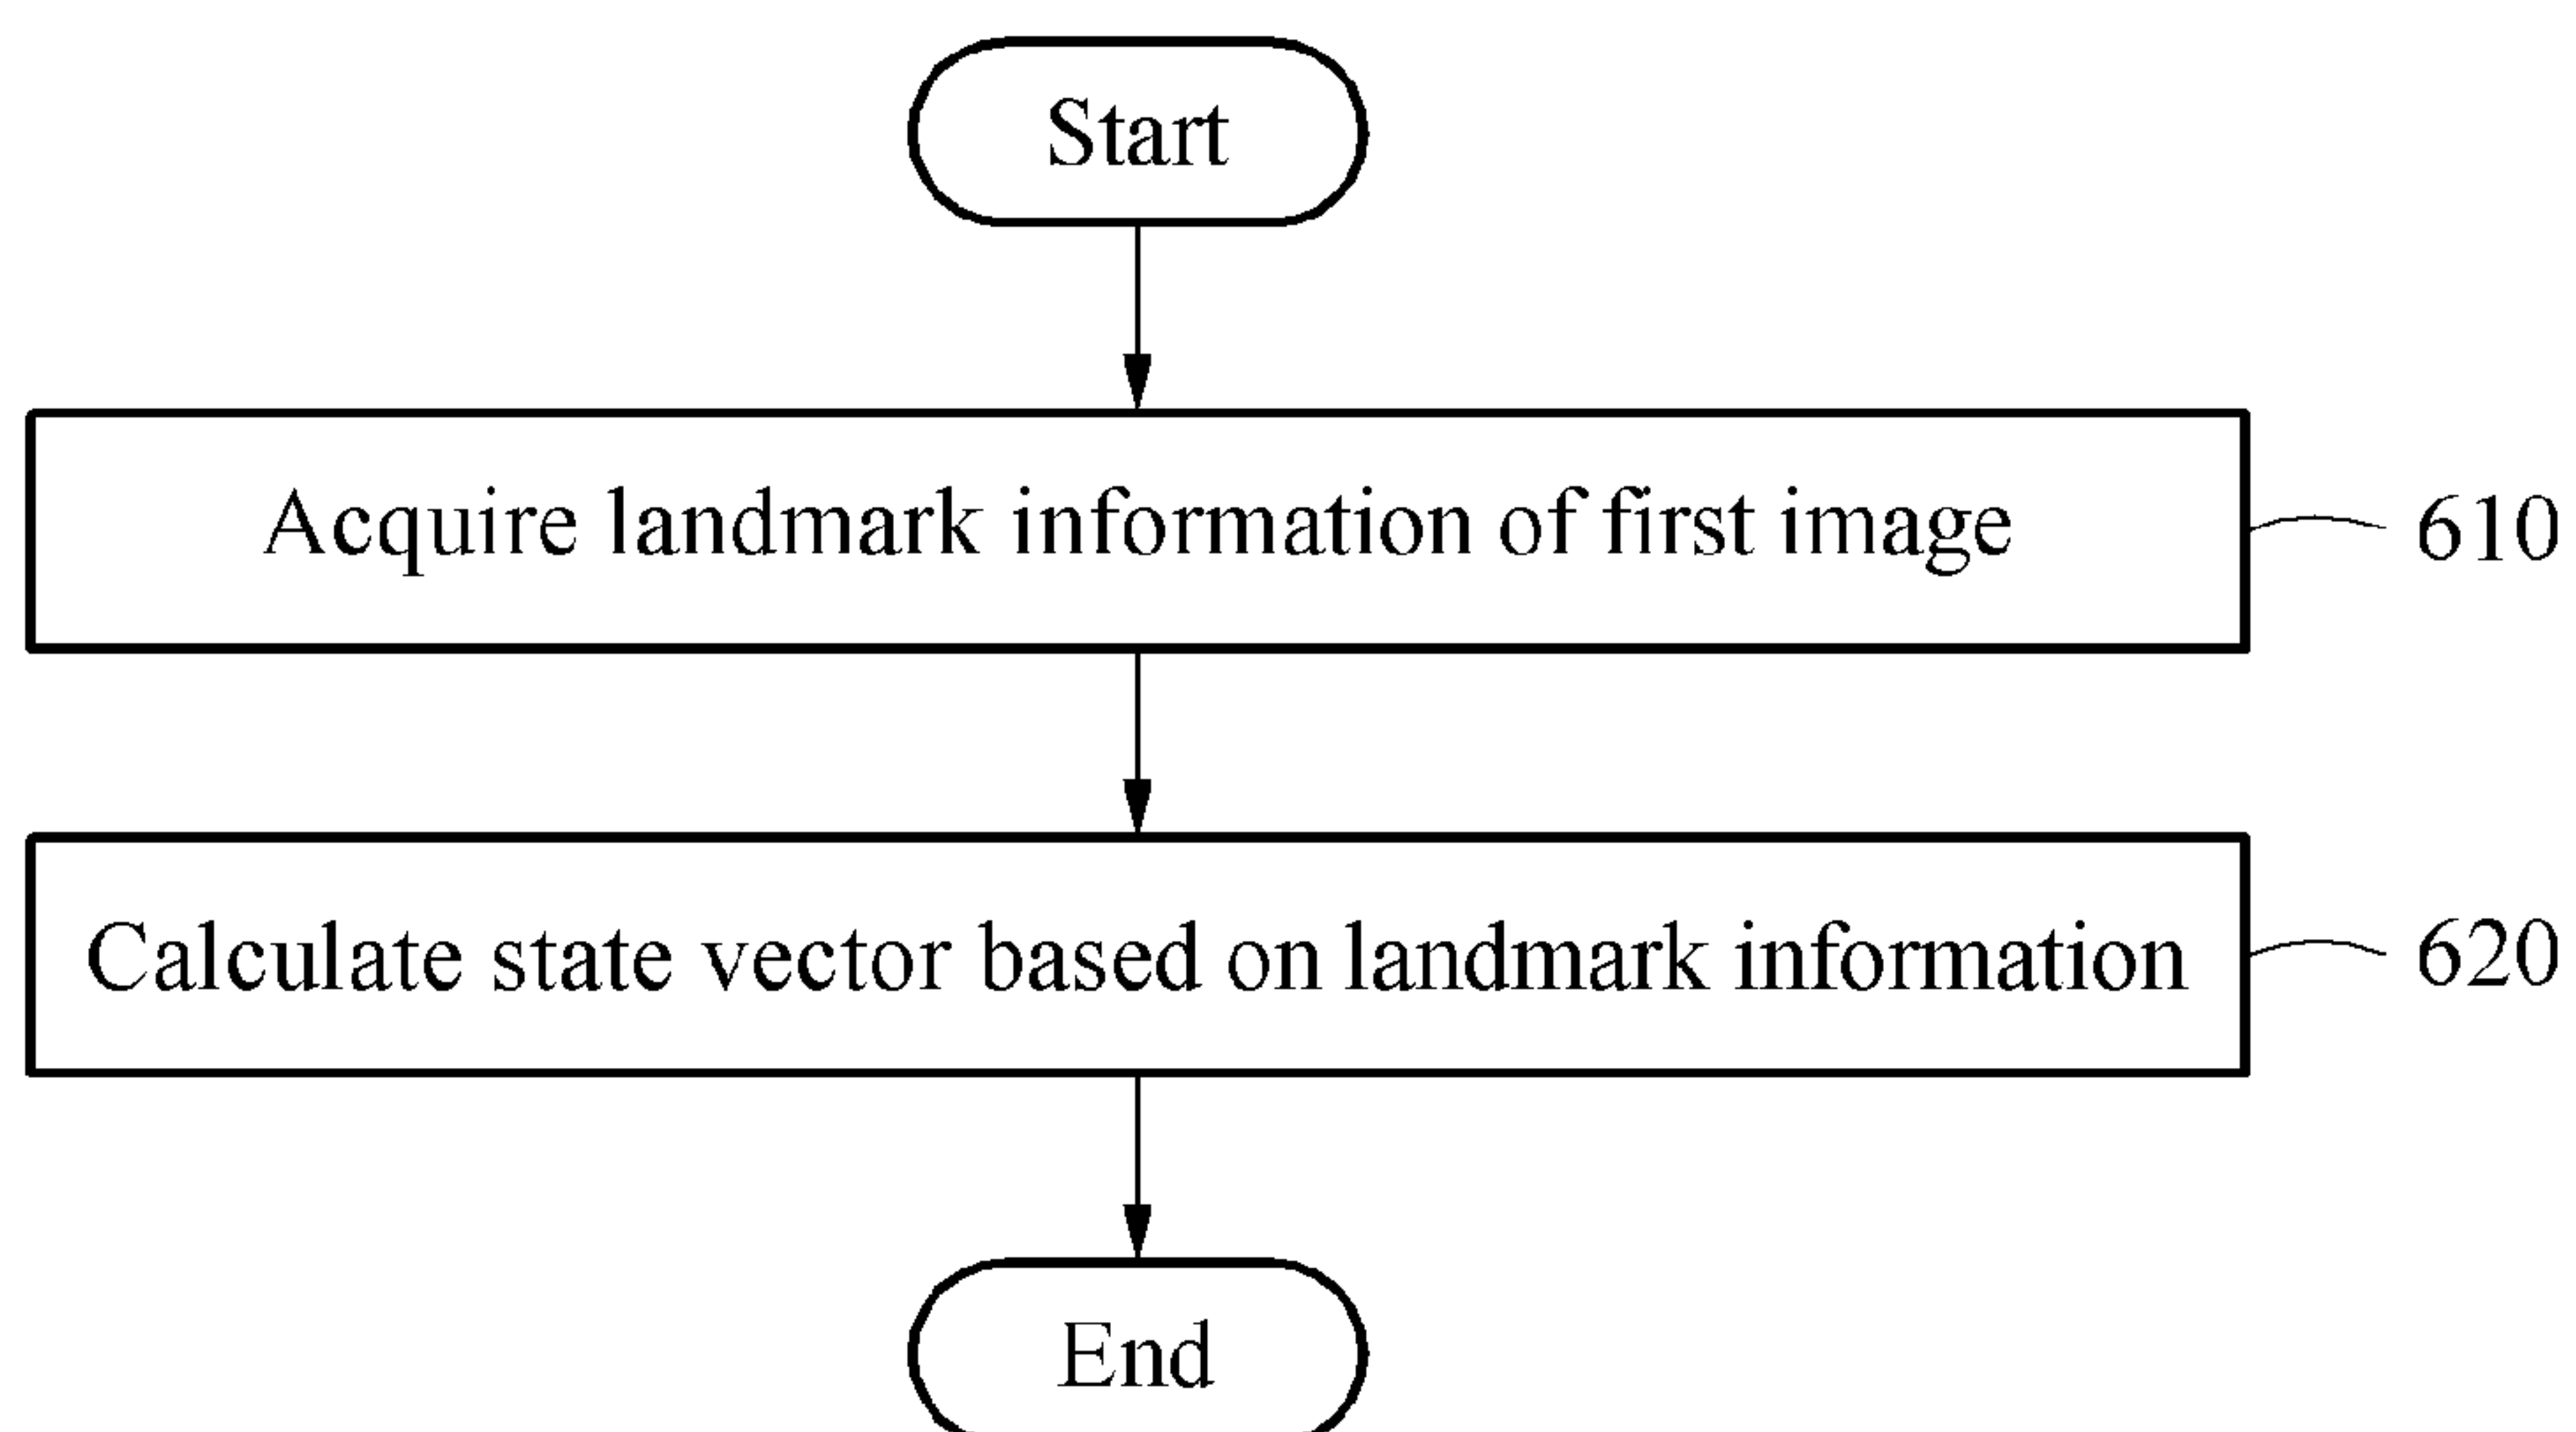 Start
Acquire landmark information of first image
610
Calculate state vector based on landmark information
620
End